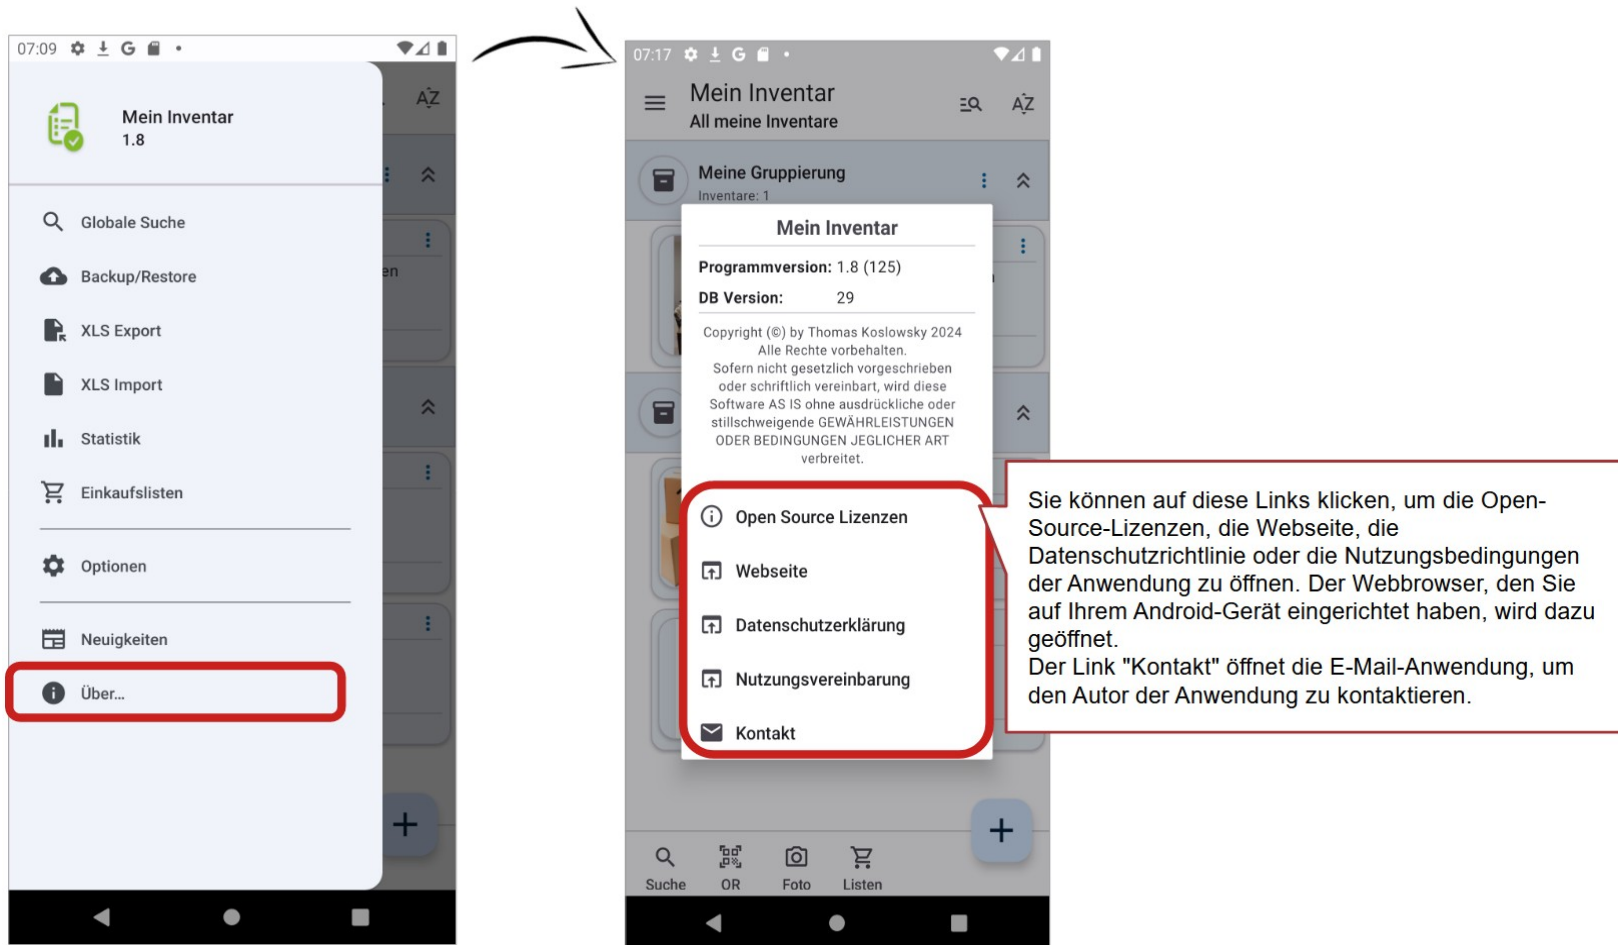 07:09
Mein Inventar
1.8
Globale Suche
Backup/Restore
XLS Export
XLS Import
Statistik
Einkaufslisten
Optionen
Neuigkeiten
Über...
AZ
en
07:17
Mein Inventar
All meine Inventare
AZ
Meine Gruppierung
Inventare: 1
Mein Inventar
Programmversion: 1.8 (125)
DB Version: 29
Copyright (©) by Thomas Koslowsky 2024
Alle Rechte vorbehalten.
Sofern nicht gesetzlich vorgeschrieben
oder schriftlich vereinbart, wird diese
Software AS IS ohne ausdrückliche oder
stillschweigende GEWÄHRLEISTUNGEN
ODER BEDINGUNGEN JEGLICHER ART
verbreitet.
Open Source Lizenzen
Webseite
Datenschutzerklärung
Nutzungsvereinbarung
Kontakt
Suche QR Foto Listen
Sie können auf diese Links klicken, um die Open-
Source-Lizenzen, die Webseite, die
Datenschutzrichtlinie oder die Nutzungsbedingungen
der Anwendung zu öffnen. Der Webbrowser, den Sie
auf Ihrem Android-Gerät eingerichtet haben, wird dazu
geöffnet.
Der Link "Kontakt" öffnet die E-Mail-Anwendung, um
den Autor der Anwendung zu kontaktieren.